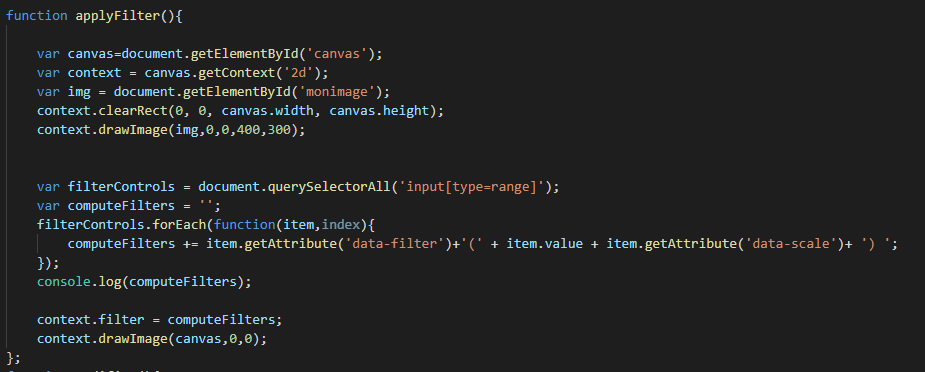 function applyFilter(){
var canvas=document.getElementById('canvas');
var context = canvas.getContext('2d');
var img = document.getElementById('monimage');
context.clearRect(0, 0, canvas.width, canvas.height);
context.drawImage(img,0,0,400,300);
var filterControls = document.querySelectorAll('input[type=range]');
var computeFilters = '';
filterControls.forEach(function(item,index){
computeFilters += item.getAttribute('data-filter')+'(' + item.value + item.getAttribute('data-scale')+ ') ';
});
console.log(computeFilters);
context.filter = computeFilters;
context.drawImage(canvas,0,0);
};